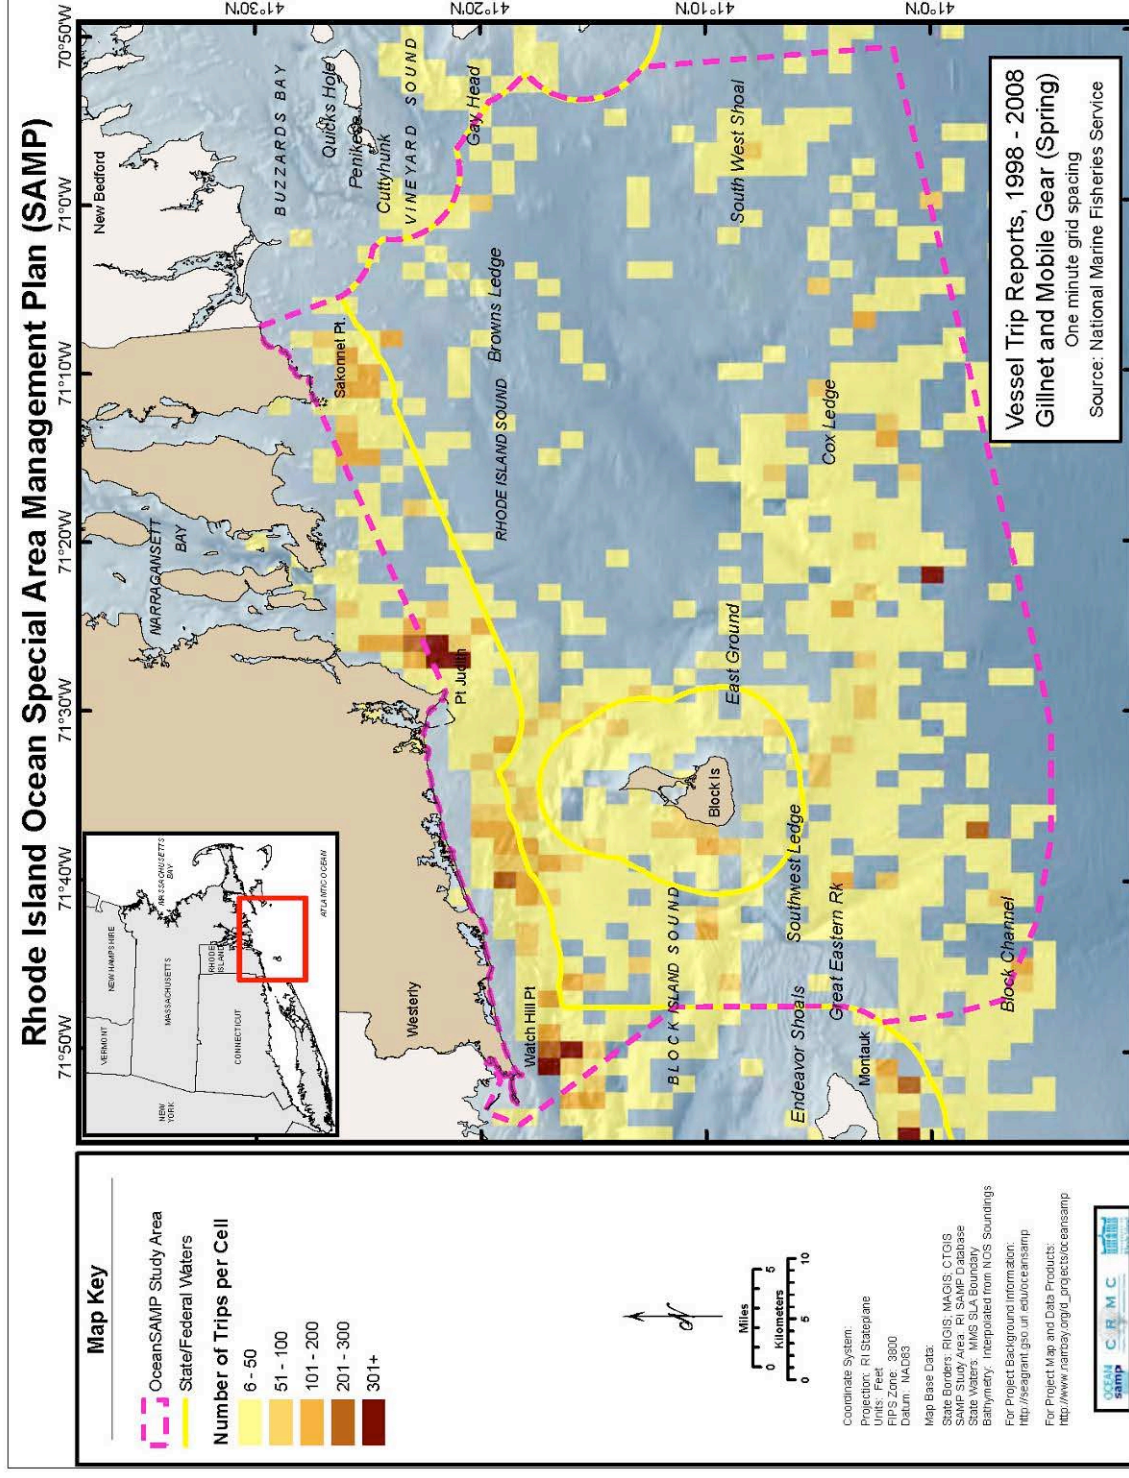 Rhode Island Ocean Special Area Management Plan (SAMP)
71°50'W
71°40'W
71°30'W
71°20'W
71°10'W
71°0'W
70°50'W
41°30'N
41°20'N
41°10'N
41°0'N
VERMONT
NEW HAMPSHIRE
MASSACHUSETTS
BAY
NEW
YORK
MASSACHUSETTS
CONNECTICUT
RHODE
ISLAND
ATLANTIC OCEAN
NARRAGANSETT
BAY
New Bedford
BUZZARDS BAY
Quicks Hole
Penikese
Cuttyhunk
VINEYARD SOUND
Gay Head
Sakonnet Pt.
Westerly
Watch Hill Pt
Pt Judith
RHODE ISLAND SOUND
Browns Ledge
BLOCK ISLAND SOUND
Block Is
East Ground
South West Shoal
Endeavor Shoals
Southwest Ledge
Great Eastern Rk
Cox Ledge
Montauk
Block Channel
Vessel Trip Reports, 1998 - 2008
Gillnet and Mobile Gear (Spring)
One minute grid spacing
Source: National Marine Fisheries Service
Map Key
OceanSAMP Study Area
State/Federal Waters
Number of Trips per Cell
6 - 50
51 - 100
101 - 200
201 - 300
301+
Miles
0 5
Kilometers
0 5 10
Coordinate System:
Projection: RI Stateplane
Units: Feet
FIPS Zone: 3800
Datum: NAD83
Map Base Data:
State Borders: RIGIS; MAGIS; CTGIS
SAMP Study Area: RI SAMP Database
State Waters: MMS SLA Boundary
Bathymetry: Interpolated from NOS Soundings
For Project Background Information:
http://seagrant.gso.uri.edu/oceansamp
For Project Map and Data Products:
http://www.narrbay.org/d_projects/oceansamp
OCEAN
samp
C R M C